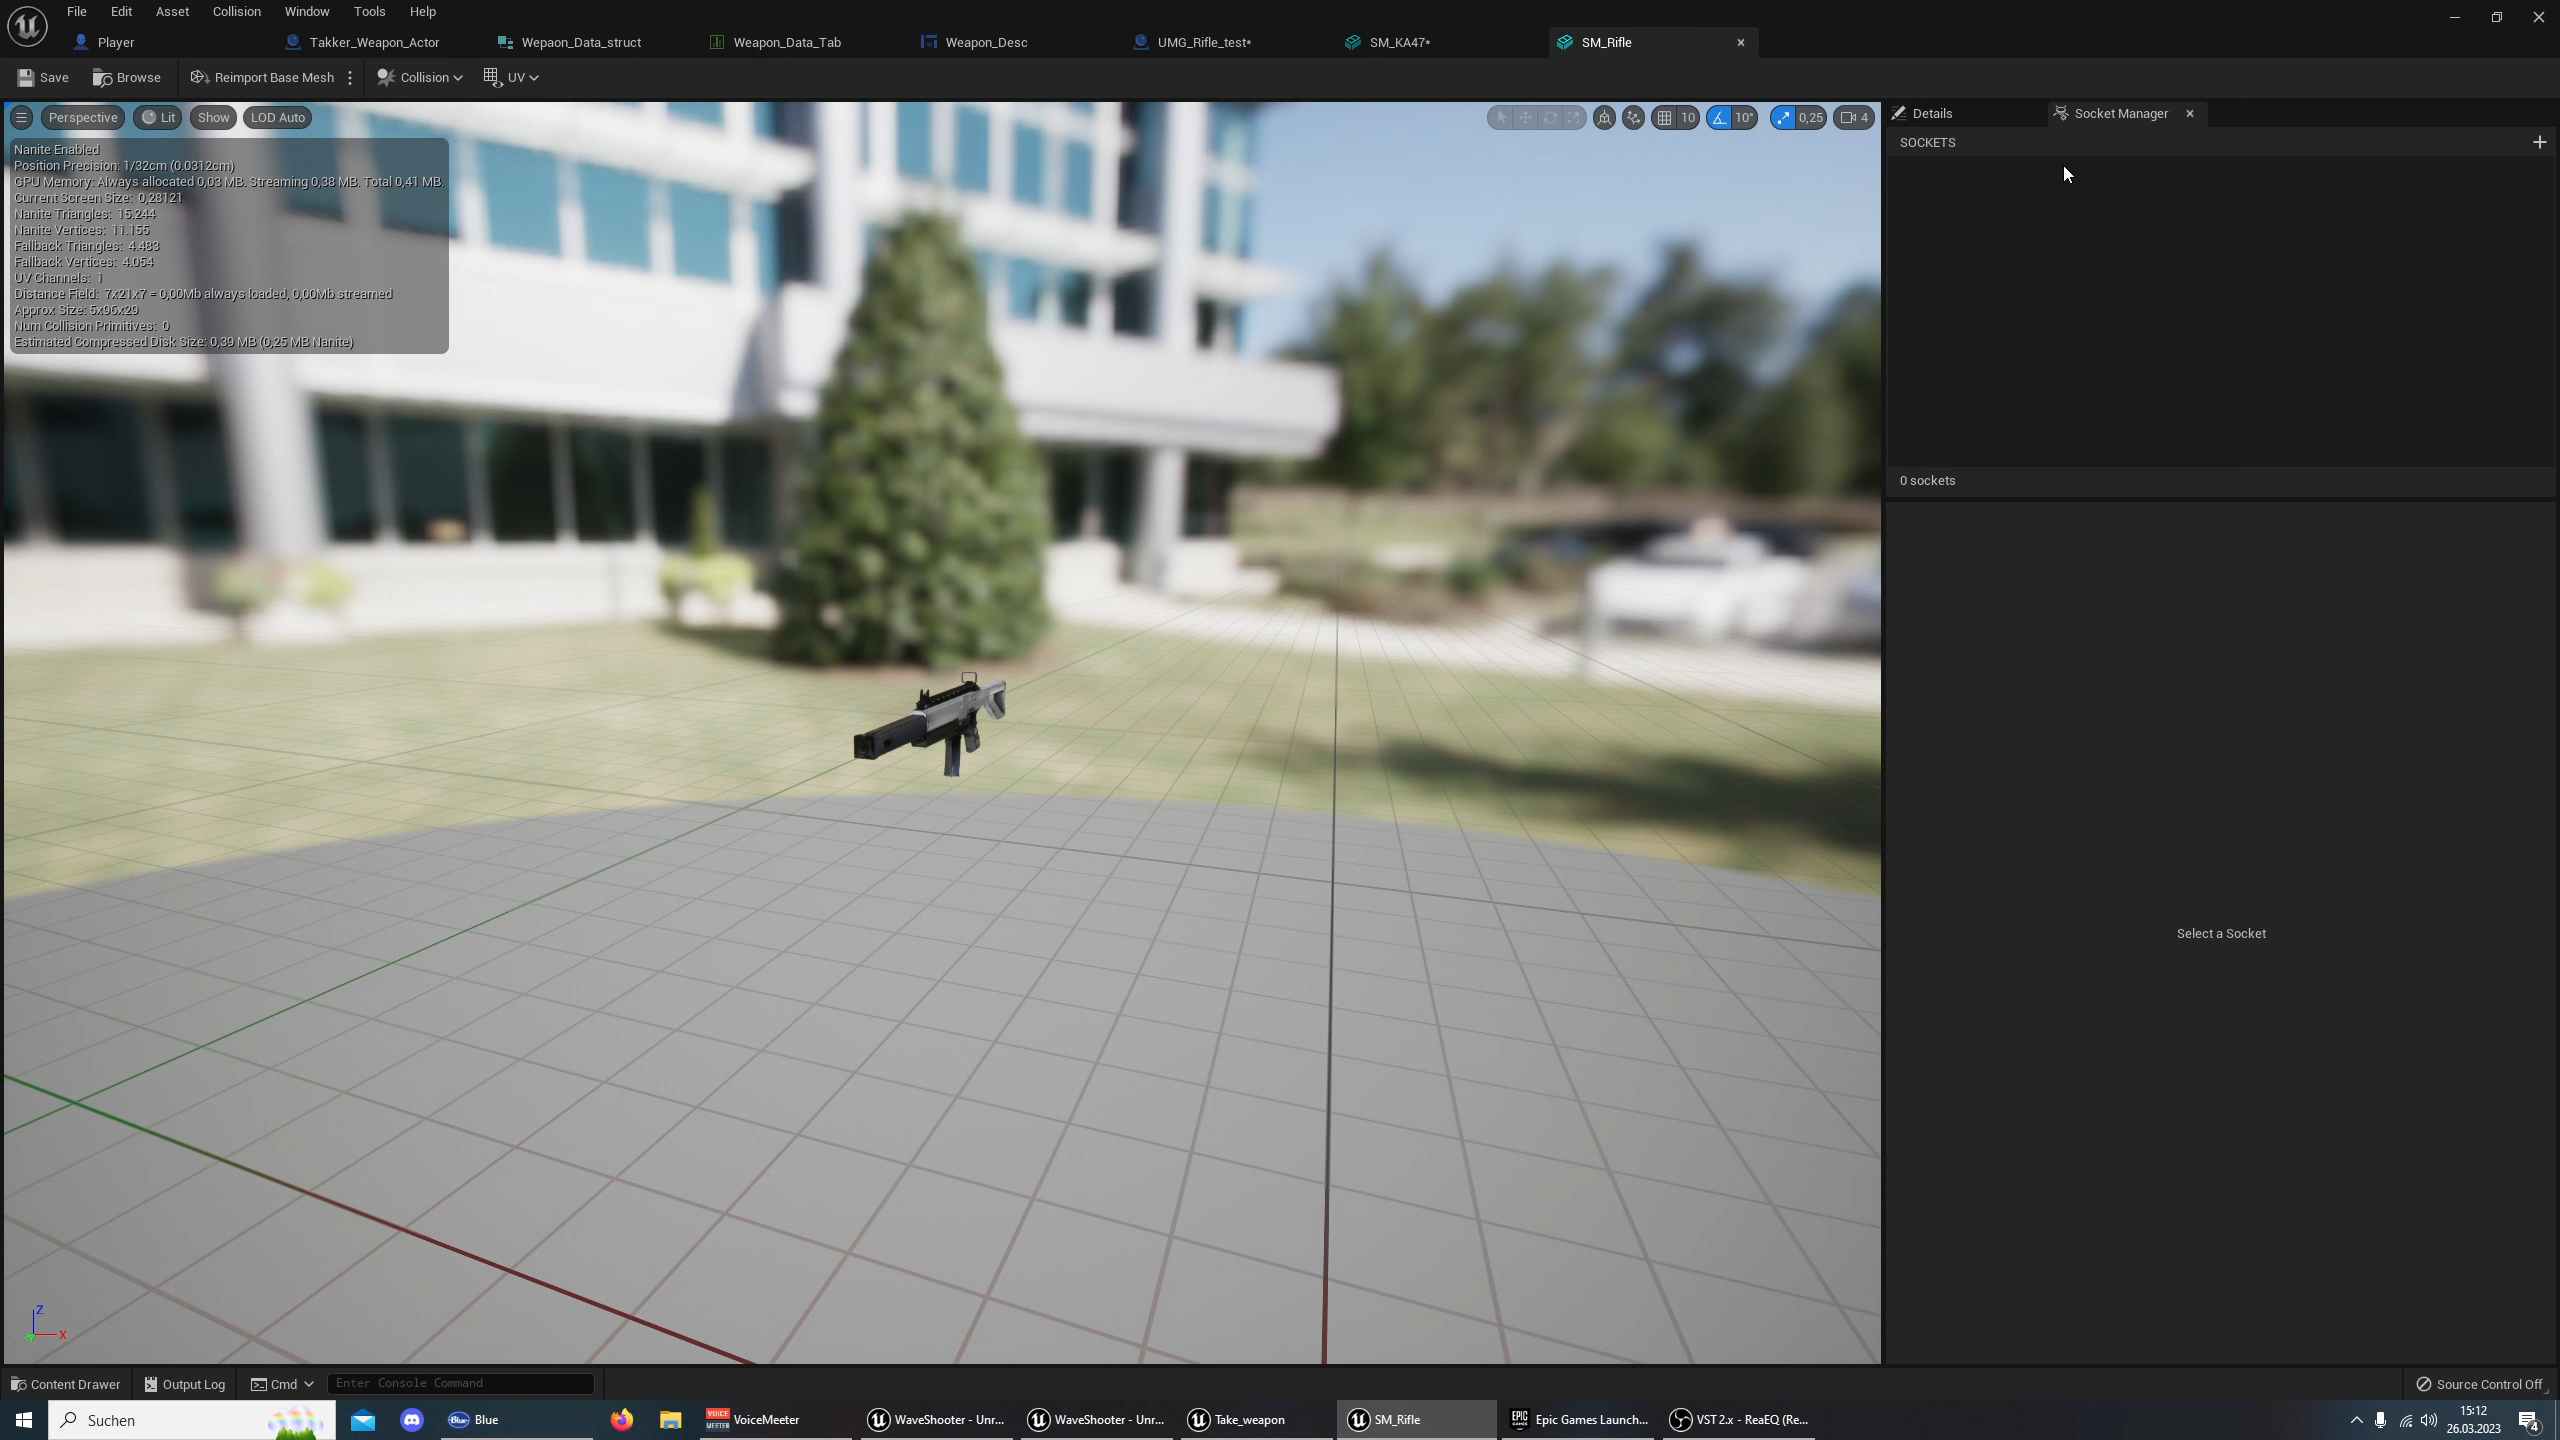 File Edit Asset Collision Window Tools Help
Player Takker_Weapon_Actor Wepaon_Data_struct Weapon_Data_Tab Weapon_Desc UMG_Rifle_test* SM_KA47* SM_Rifle
Save Browse Reimport Base Mesh Collision UV
Perspective Lit Show LOD Auto 10 10° 0,25 4
Details Socket Manager
SOCKETS
Nanite Enabled
Position Precision: 1/32cm (0.0312cm)
GPU Memory: Always allocated 0,03 MB. Streaming 0,38 MB. Total 0,41 MB.
Current Screen Size: 0,28121
Nanite Triangles: 15.244
Nanite Vertices: 11.155
Fallback Triangles: 4.483
Fallback Vertices: 4.054
UV Channels: 1
Distance Field: 7x21x7 = 0,00Mb always loaded, 0,00Mb streamed
Approx Size: 5x96x29
Num Collision Primitives: 0
Estimated Compressed Disk Size: 0,39 MB (0,25 MB Nanite)
0 sockets
Select a Socket
Z
X
Content Drawer Output Log Cmd Enter Console Command Source Control Off
Suchen Blue Blue VOICE MEETER VoiceMeeter WaveShooter - Unr... WaveShooter - Unr... Take_weapon SM_Rifle EPIC GAMES Epic Games Launch... VST 2.x - ReaEQ (Re... 15:12
26.03.2023 4